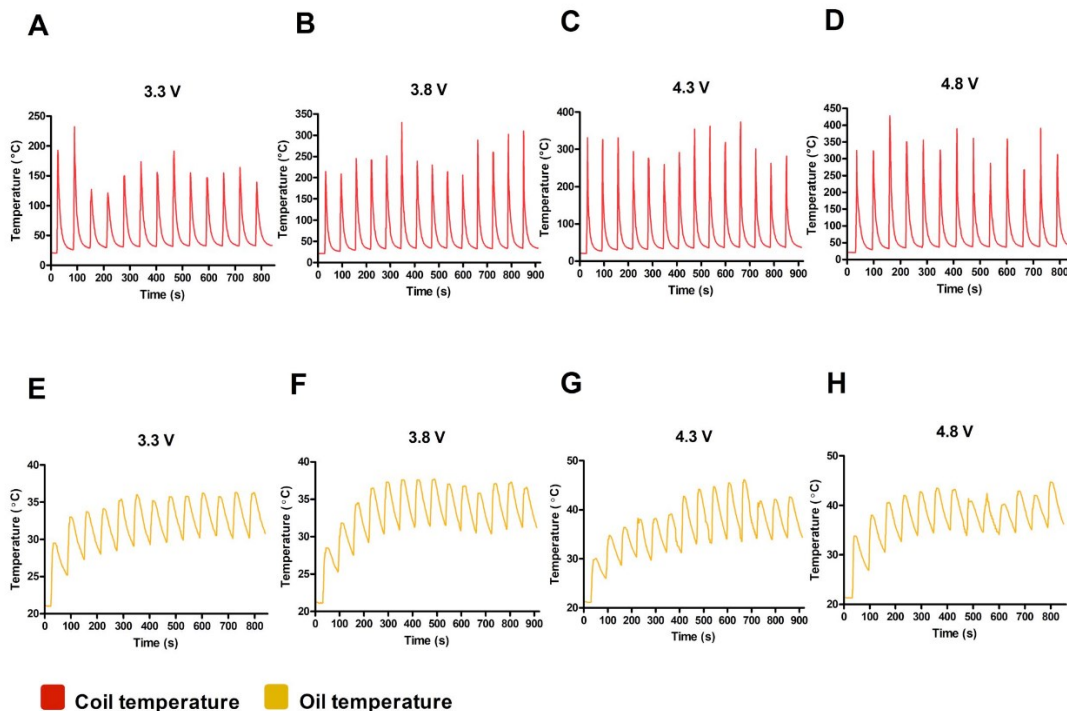 A
B
C
D
3.3 V
3.8 V
4.3 V
4.8 V
Temperature (°C)
250
200
150
100
50
0
0 100 200 300 400 500 600 700 800
Time (s)
Temperature (°C)
350
300
250
200
150
100
50
0
0 100 200 300 400 500 600 700 800 900
Time (s)
Temperature (°C)
400
300
200
100
0
0 100 200 300 400 500 600 700 800 900
Time (s)
Temperature (°C)
450
400
350
300
250
200
150
100
50
0
0 100 200 300 400 500 600 700 800
Time (s)
E
F
G
H
3.3 V
3.8 V
4.3 V
4.8 V
Temperature (°C)
40
35
30
25
20
0 100 200 300 400 500 600 700 800
Time (s)
Temperature (°C)
40
35
30
25
20
0 100 200 300 400 500 600 700 800 900
Time (s)
Temperature (°C)
50
40
30
20
0 100 200 300 400 500 600 700 800 900
Time (s)
Temperature (°C)
50
40
30
20
0 100 200 300 400 500 600 700 800
Time (s)
Coil temperature
Oil temperature